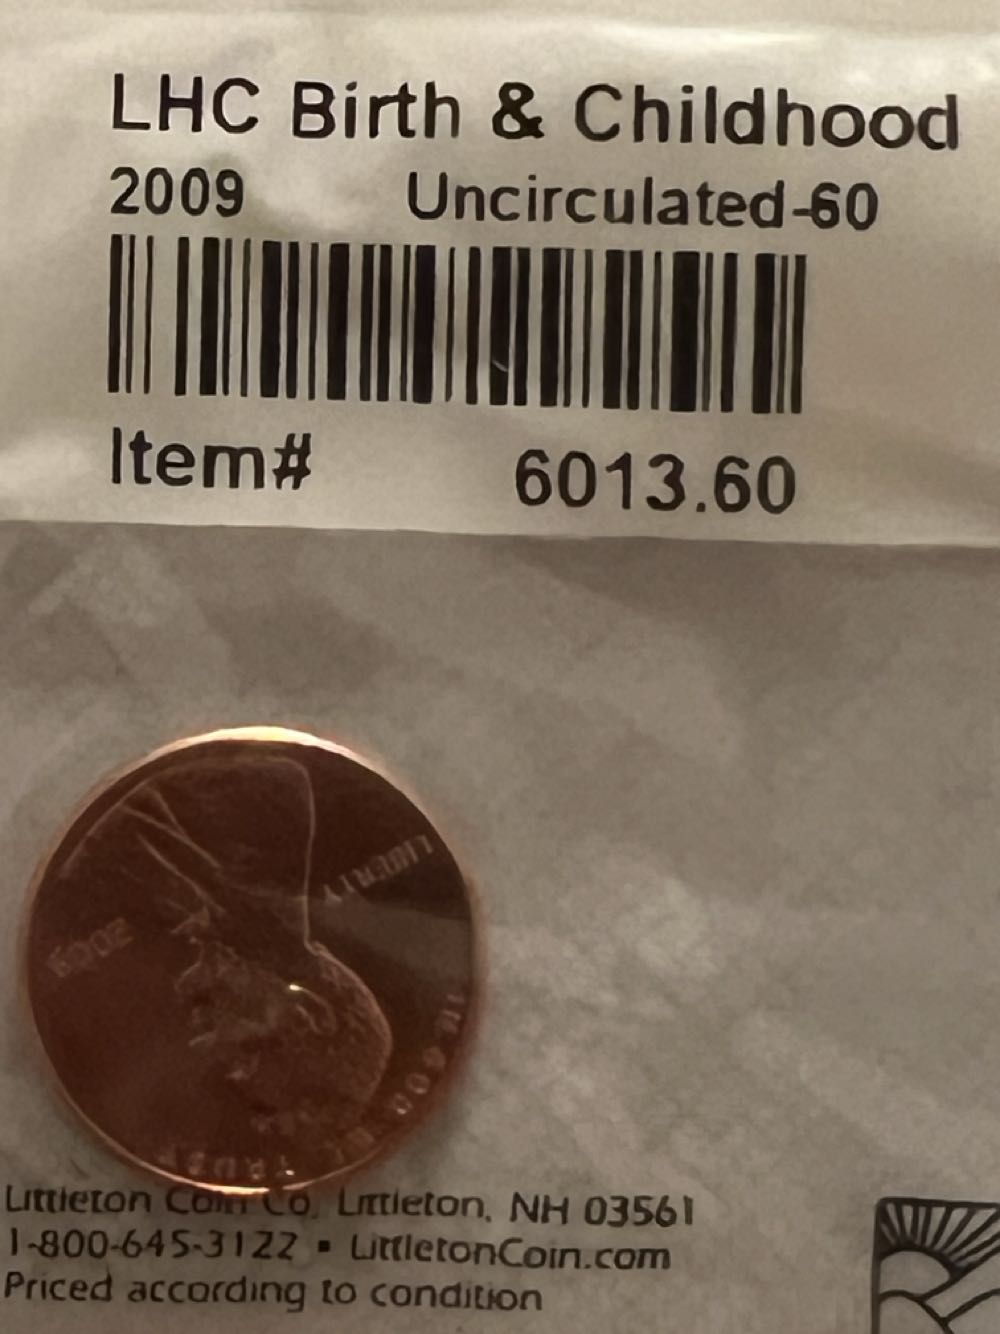 LHC Birth & Childhood
2009 Uncirculated-60
Item# 6013.60
LIBERTY
2009
IN GOD WE TRUST
Littleton Coin Co, Littleton, NH 03561
1-800-645-3122 ▪ LittletonCoin.com
Priced according to condition